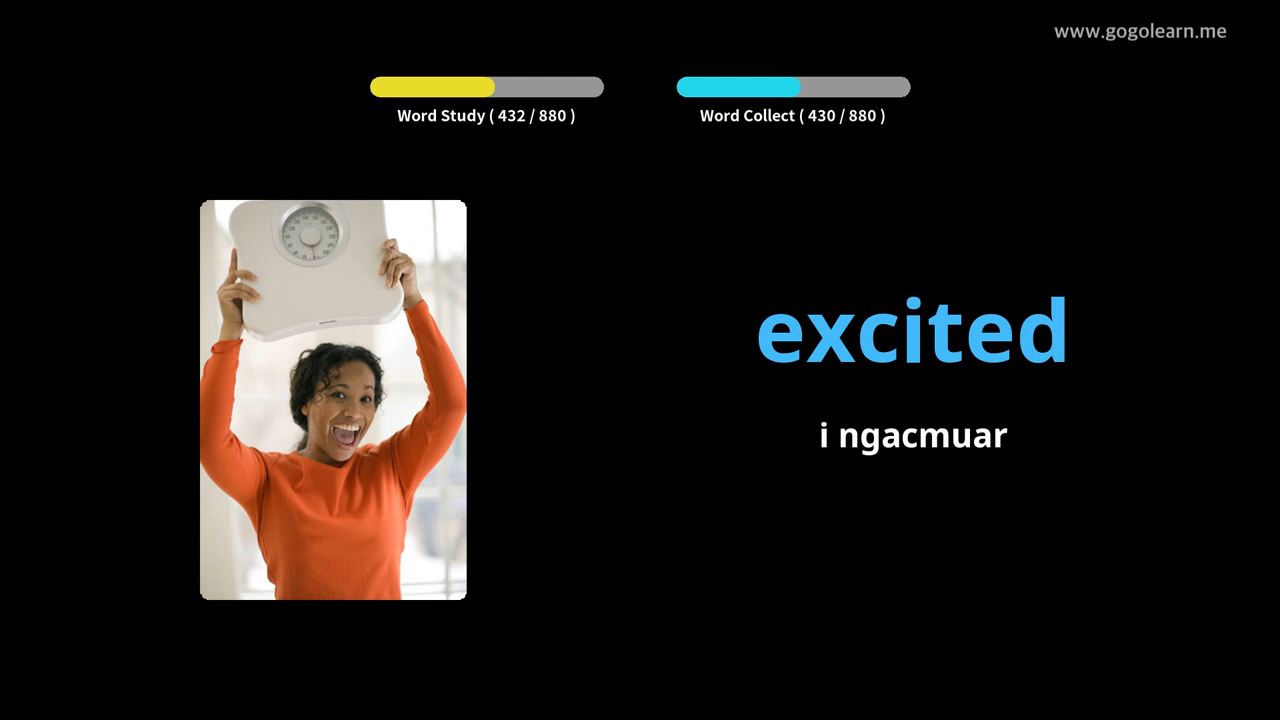 www.gogolearn.me
Word Study ( 432 / 880 )
Word Collect ( 430 / 880 )
excited
i ngacmuar